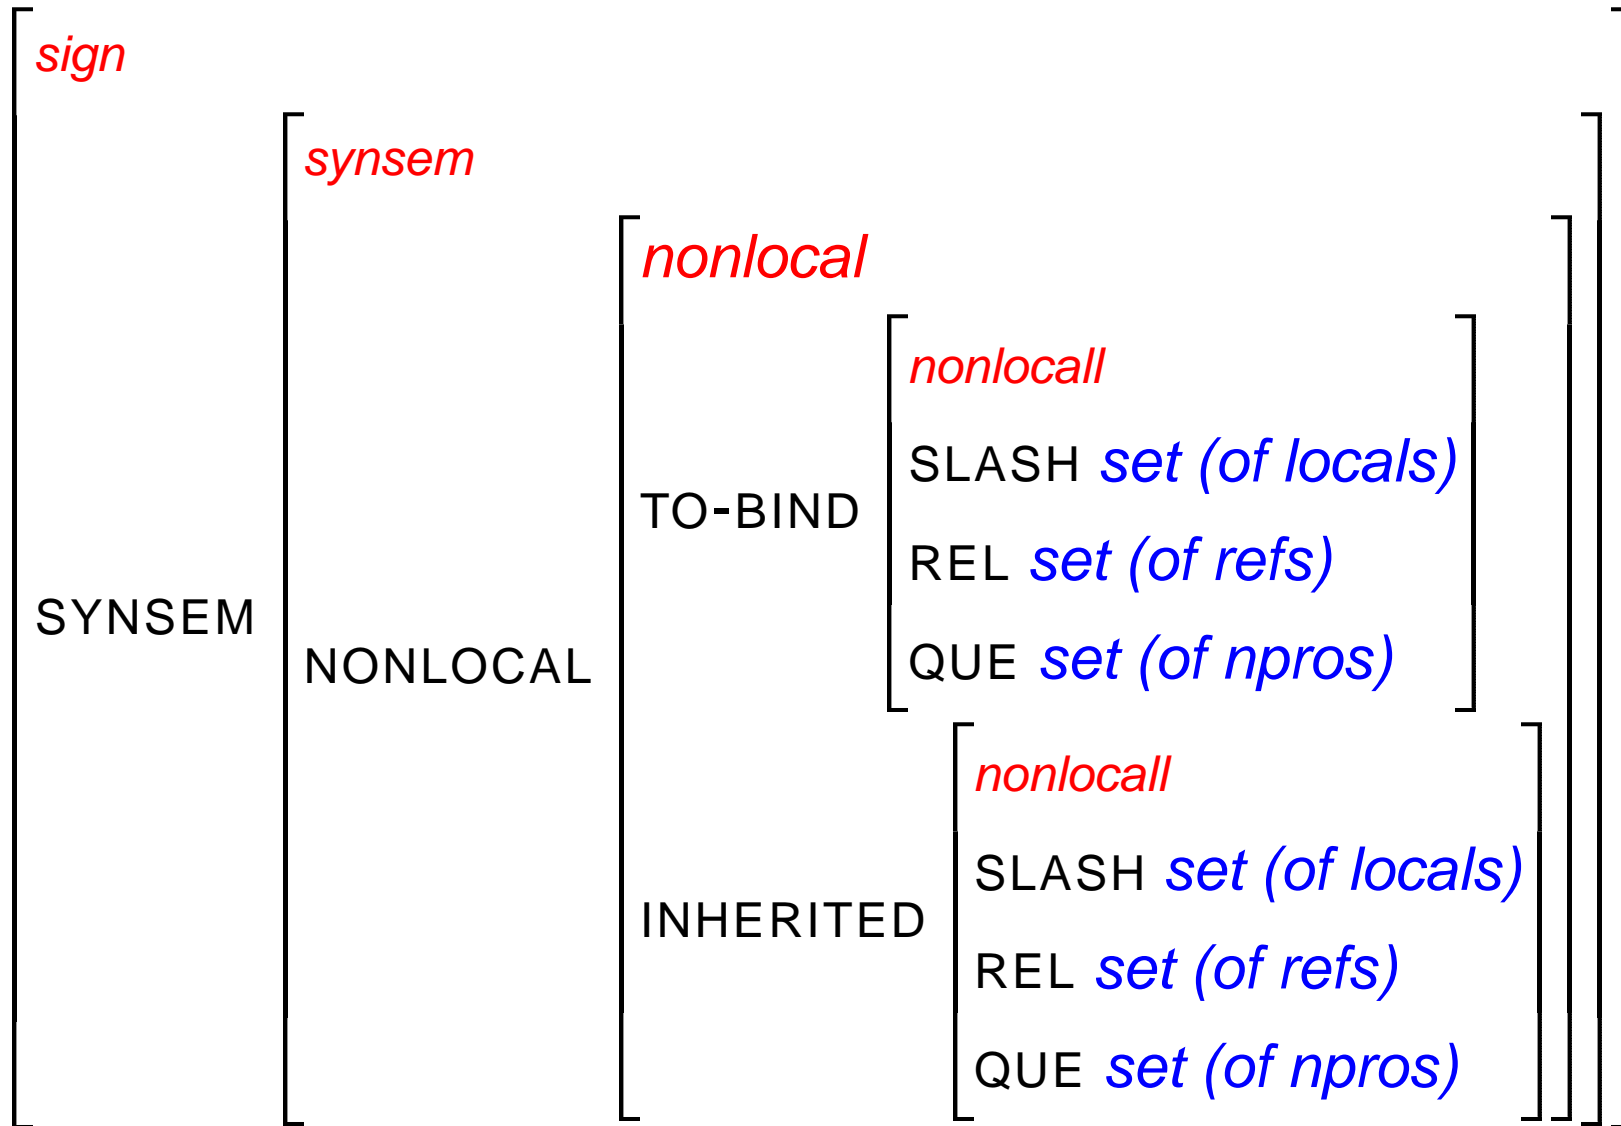 sign
synsem
nonlocal
nonlocall
SLASH set (of locals)
TO-BIND
REL set (of refs)
SYNSEM
NONLOCAL
QUE set (of npros)
nonlocall
SLASH set (of locals)
INHERITED
REL set (of refs)
QUE set (of npros)